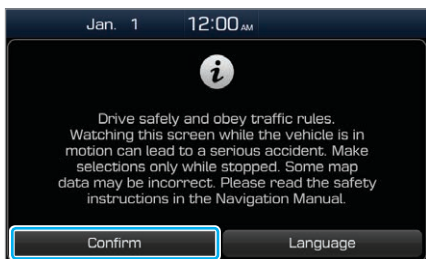 Jan. 1 12:00 AM
i
Drive safely and obey traffic rules.
Watching this screen while the vehicle is in
motion can lead to a serious accident. Make
selections only while stopped. Some map
data may be incorrect. Please read the safety
instructions in the Navigation Manual.
Confirm Language